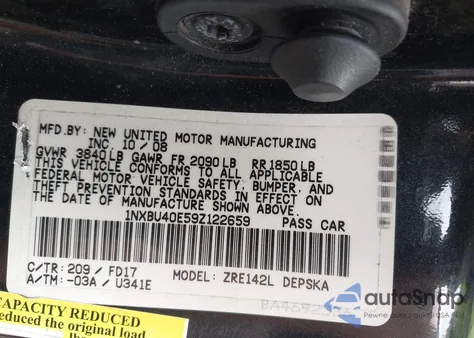 MFD.BY: NEW UNITED MOTOR MANUFACTURING
INC. 10 / 08
GVWR 3840 LB GAWR FR 2090 LB RR 1850 LB
THIS VEHICLE CONFORMS TO ALL APPLICABLE
FEDERAL MOTOR VEHICLE SAFETY, BUMPER, AND
THEFT PREVENTION STANDARDS IN EFFECT ON
THE DATE OF MANUFACTURE SHOWN ABOVE.
1NXBU40E59Z122659 PASS CAR
C/TR: 209 / FD17 MODEL: ZRE142L DEPSKA
A/TM: -03A / U341E
CAPACITY REDUCED
reduced the original load
autoSnap